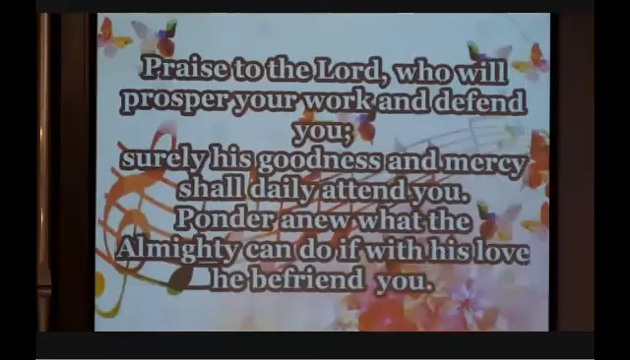 Praise to the Lord, who will
prosper your work and defend
you;
surely his goodness and mercy
shall daily attend you.
Ponder anew what the
Almighty can do if with his love
he befriend you.